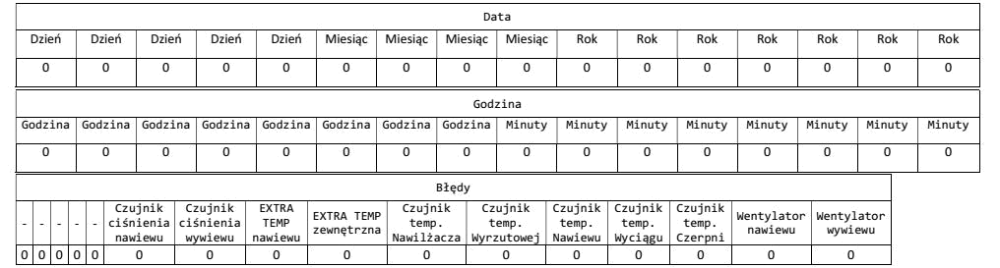 Data
Dzień Dzień Dzień Dzień Dzień Miesiąc Miesiąc Miesiąc Miesiąc Rok Rok Rok Rok Rok Rok Rok
0 0 0 0 0 0 0 0 0 0 0 0 0 0 0 0
Godzina
Godzina Godzina Godzina Godzina Godzina Godzina Godzina Godzina Minuty Minuty Minuty Minuty Minuty Minuty Minuty Minuty
0 0 0 0 0 0 0 0 0 0 0 0 0 0 0 0
Błędy
- - - - - Czujnik ciśnienia nawiewu Czujnik ciśnienia wywiewu EXTRA TEMP nawiewu EXTRA TEMP zewnętrzna Czujnik temp. Nawilżacza Czujnik temp. Wyrzutowej Czujnik temp. Nawiewu Czujnik temp. Wyciągu Czujnik temp. Czerpni Wentylator nawiewu Wentylator wywiewu
0 0 0 0 0 0 0 0 0 0 0 0 0 0 0 0